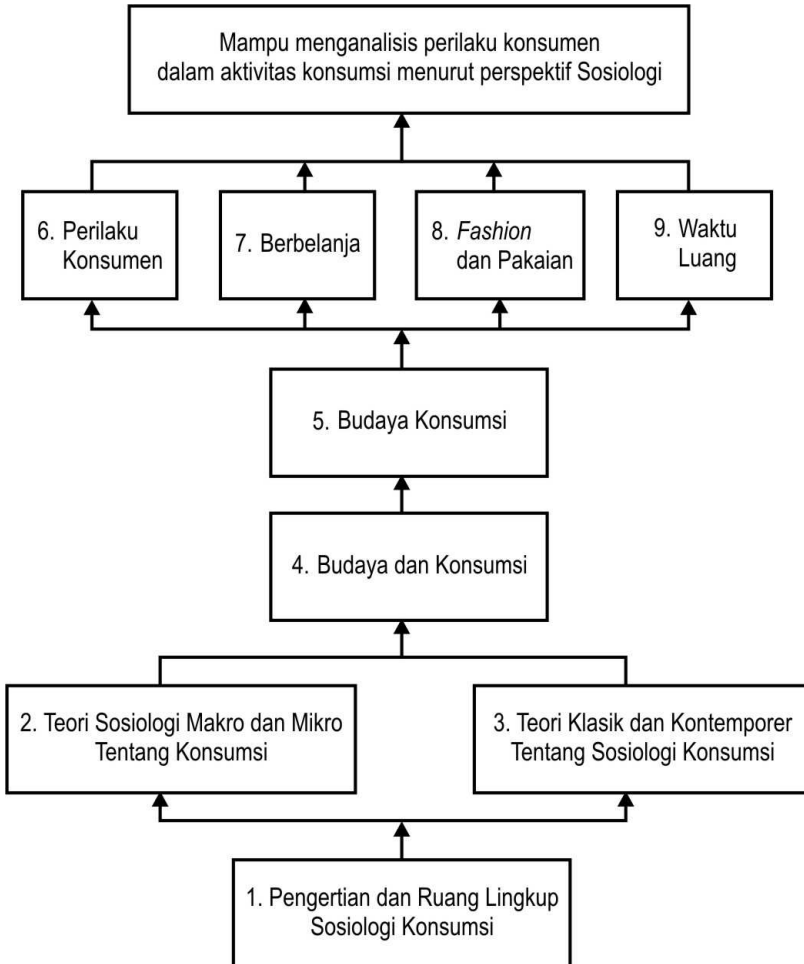 Mampu menganalisis perilaku konsumen
dalam aktivitas konsumsi menurut perspektif Sosiologi
6. Perilaku
Konsumen
7. Berbelanja
8. Fashion
dan Pakaian
9. Waktu
Luang
5. Budaya Konsumsi
4. Budaya dan Konsumsi
2. Teori Sosiologi Makro dan Mikro
Tentang Konsumsi
3. Teori Klasik dan Kontemporer
Tentang Sosiologi Konsumsi
1. Pengertian dan Ruang Lingkup
Sosiologi Konsumsi